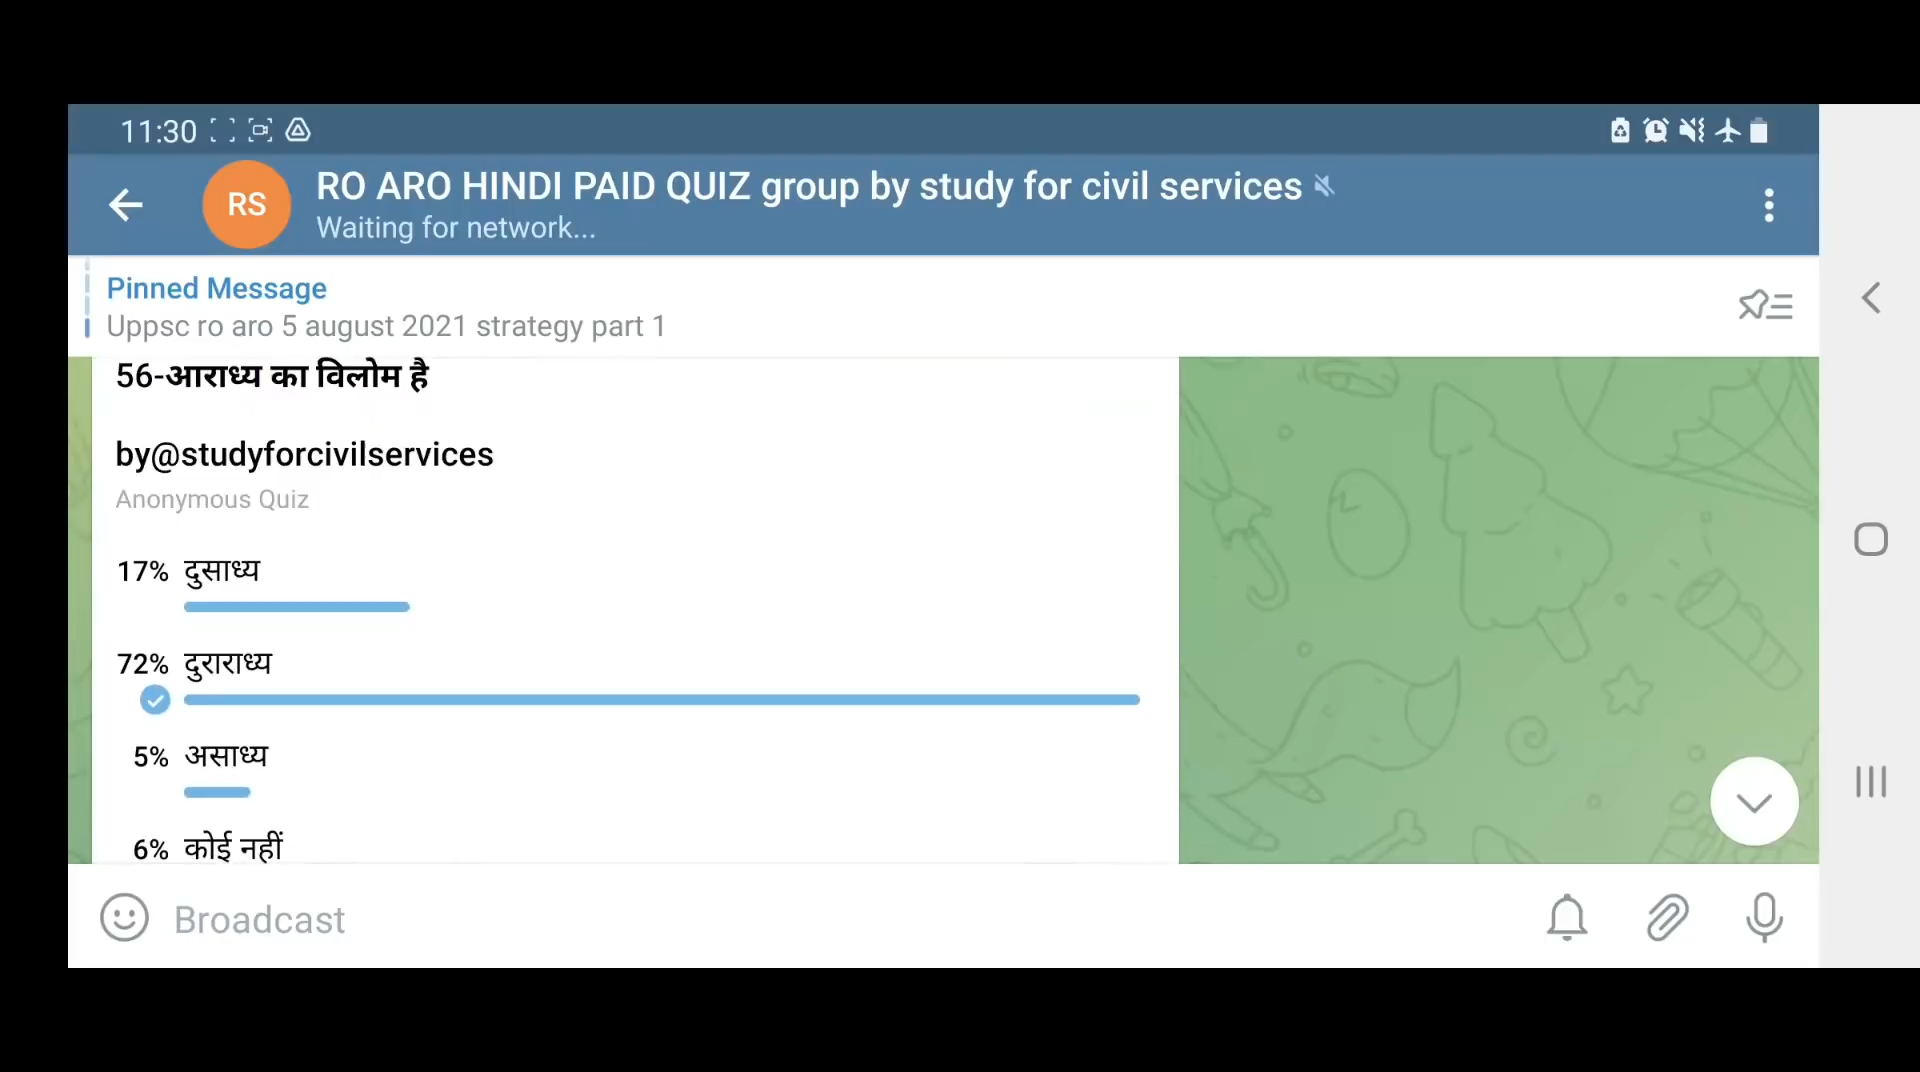 11:30
RS
RO ARO HINDI PAID QUIZ group by study for civil services
Waiting for network...
Pinned Message
Uppsc ro aro 5 august 2021 strategy part 1
56-आराध्य का विलोम है
by@studyforcivilservices
Anonymous Quiz
17% दुसाध्य
72% दुराराध्य
5% असाध्य
6% कोई नहीं
Broadcast